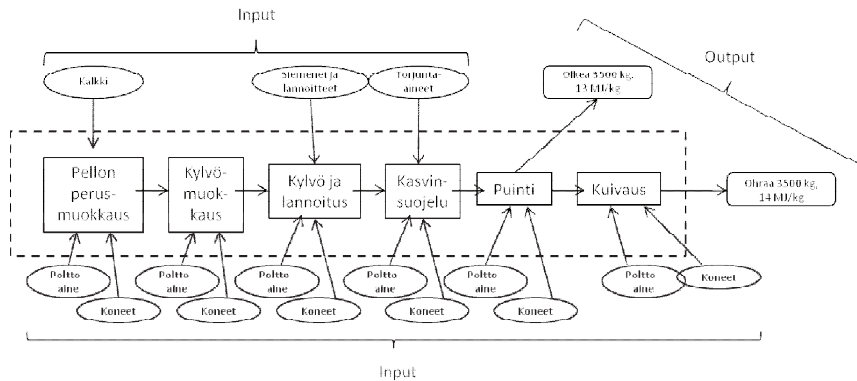 Input
Output
Kalkki
Siemenet ja
lannoitteet
Torjunta-
aineet
Olkea 3500 kg,
13 MJ/kg
Pellon
perus-
muokkaus
Kylvö-
muok-
kaus
Kylvö ja
lannoitus
Kasvin-
suojelu
Puinti
Kuivaus
Ohraa 3500 kg,
14 MJ/kg
Poltto
aine
Koneet
Poltto
aine
Koneet
Poltto
aine
Koneet
Poltto
aine
Koneet
Poltto
aine
Koneet
Poltto
aine
Koneet
Input